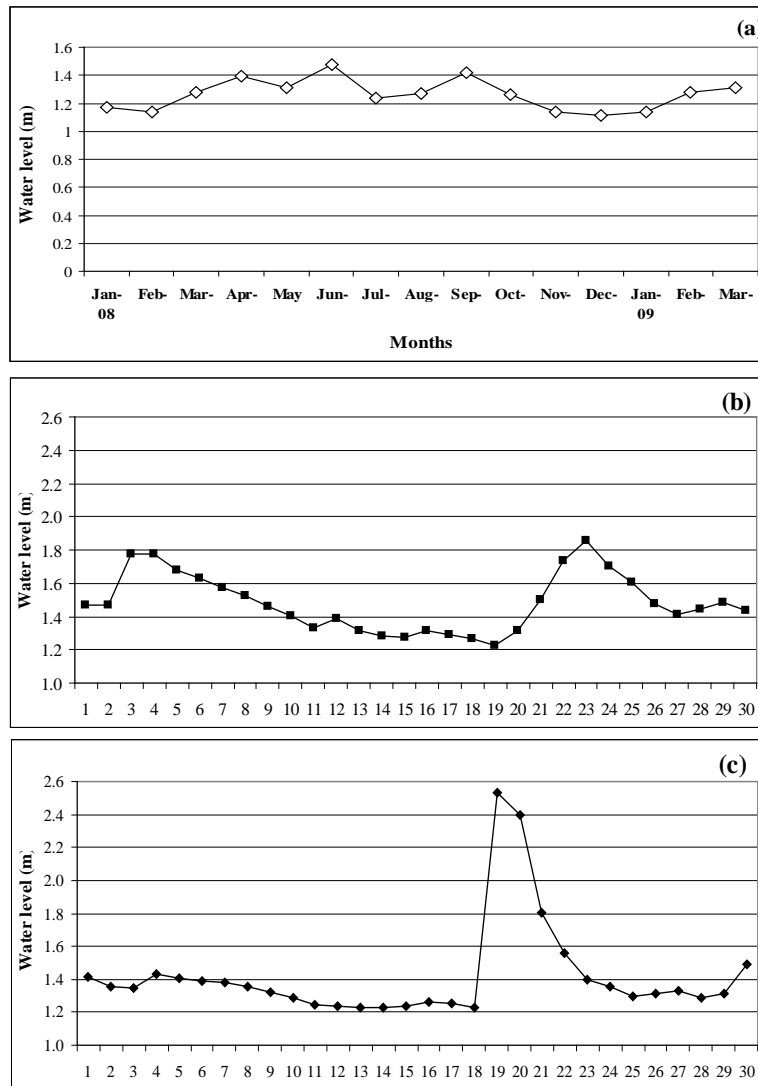 (a)
1.6
1.4
1.2
1
0.8
0.6
0.4
0.2
0
Water level (m)
Jan- Feb- Mar- Apr- May Jun- Jul- Aug- Sep- Oct- Nov- Dec- Jan- Feb- Mar-
08 09
Months
(b)
2.6
2.4
2.2
2.0
1.8
1.6
1.4
1.2
1.0
Water level (m)
1 2 3 4 5 6 7 8 9 10 11 12 13 14 15 16 17 18 19 20 21 22 23 24 25 26 27 28 29 30
(c)
2.6
2.4
2.2
2.0
1.8
1.6
1.4
1.2
1.0
Water level (m)
1 2 3 4 5 6 7 8 9 10 11 12 13 14 15 16 17 18 19 20 21 22 23 24 25 26 27 28 29 30